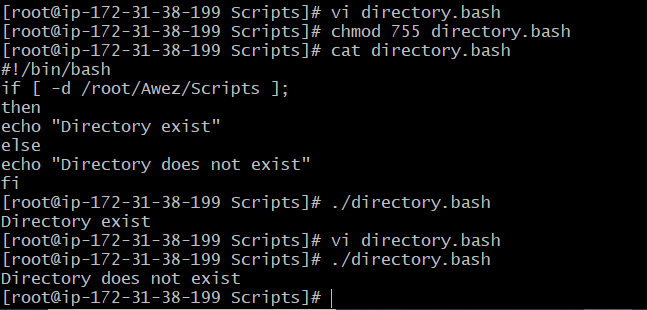 [root@ip-172-31-38-199 Scripts]# vi directory.bash
[root@ip-172-31-38-199 Scripts]# chmod 755 directory.bash
[root@ip-172-31-38-199 Scripts]# cat directory.bash
#!/bin/bash
if [ -d /root/Awez/Scripts ];
then
echo "Directory exist"
else
echo "Directory does not exist"
fi
[root@ip-172-31-38-199 Scripts]# ./directory.bash
Directory exist
[root@ip-172-31-38-199 Scripts]# vi directory.bash
[root@ip-172-31-38-199 Scripts]# ./directory.bash
Directory does not exist
[root@ip-172-31-38-199 Scripts]#